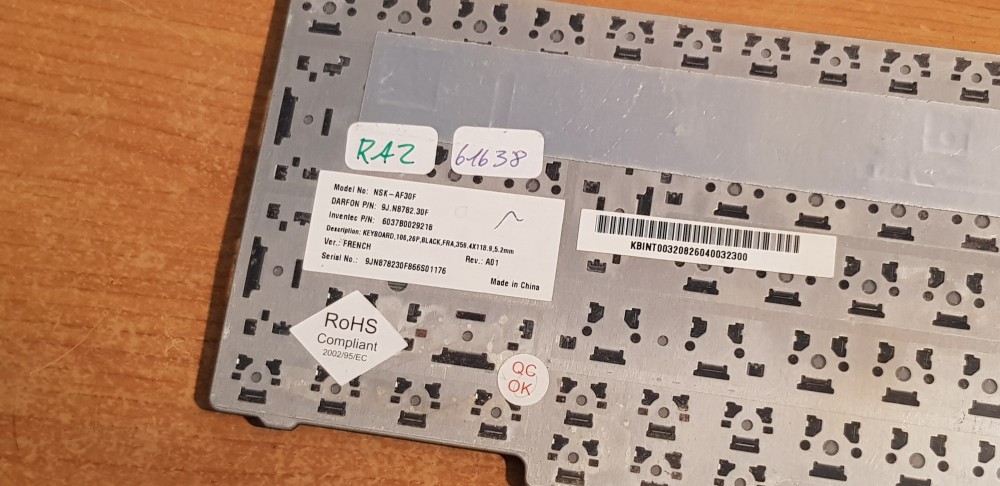 RAZ
61638
Model No: NSK-AF30F
DARFON P/N: 9J.N8782.30F
Inventec P/N: 6037B0029216
Description: KEYBOARD,106,26P,BLACK,FRA,356.4X118.9,5.2mm
Ver.: FRENCH
Rev.: A01
Serial No.: 9JN878230F866S01176
Made in China
KBINT00320826040032300
RoHS
Compliant
2002/95/EC
QC
OK